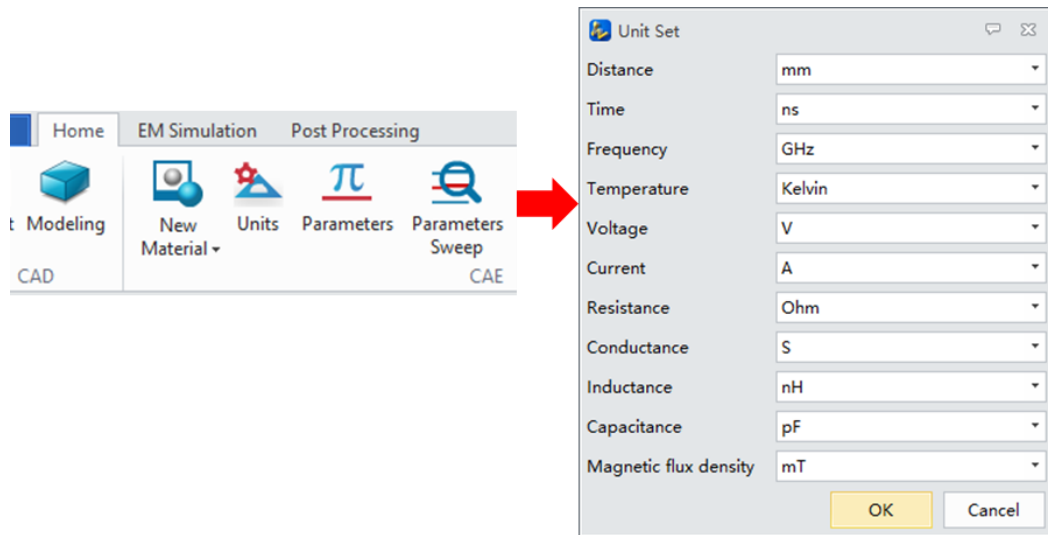 Home
EM Simulation
Post Processing
t
Modeling
New
Material
Units
π
Parameters
Parameters
Sweep
CAD
CAE
Unit Set
Distance
mm
Time
ns
Frequency
GHz
Temperature
Kelvin
Voltage
V
Current
A
Resistance
Ohm
Conductance
S
Inductance
nH
Capacitance
pF
Magnetic flux density
mT
OK
Cancel